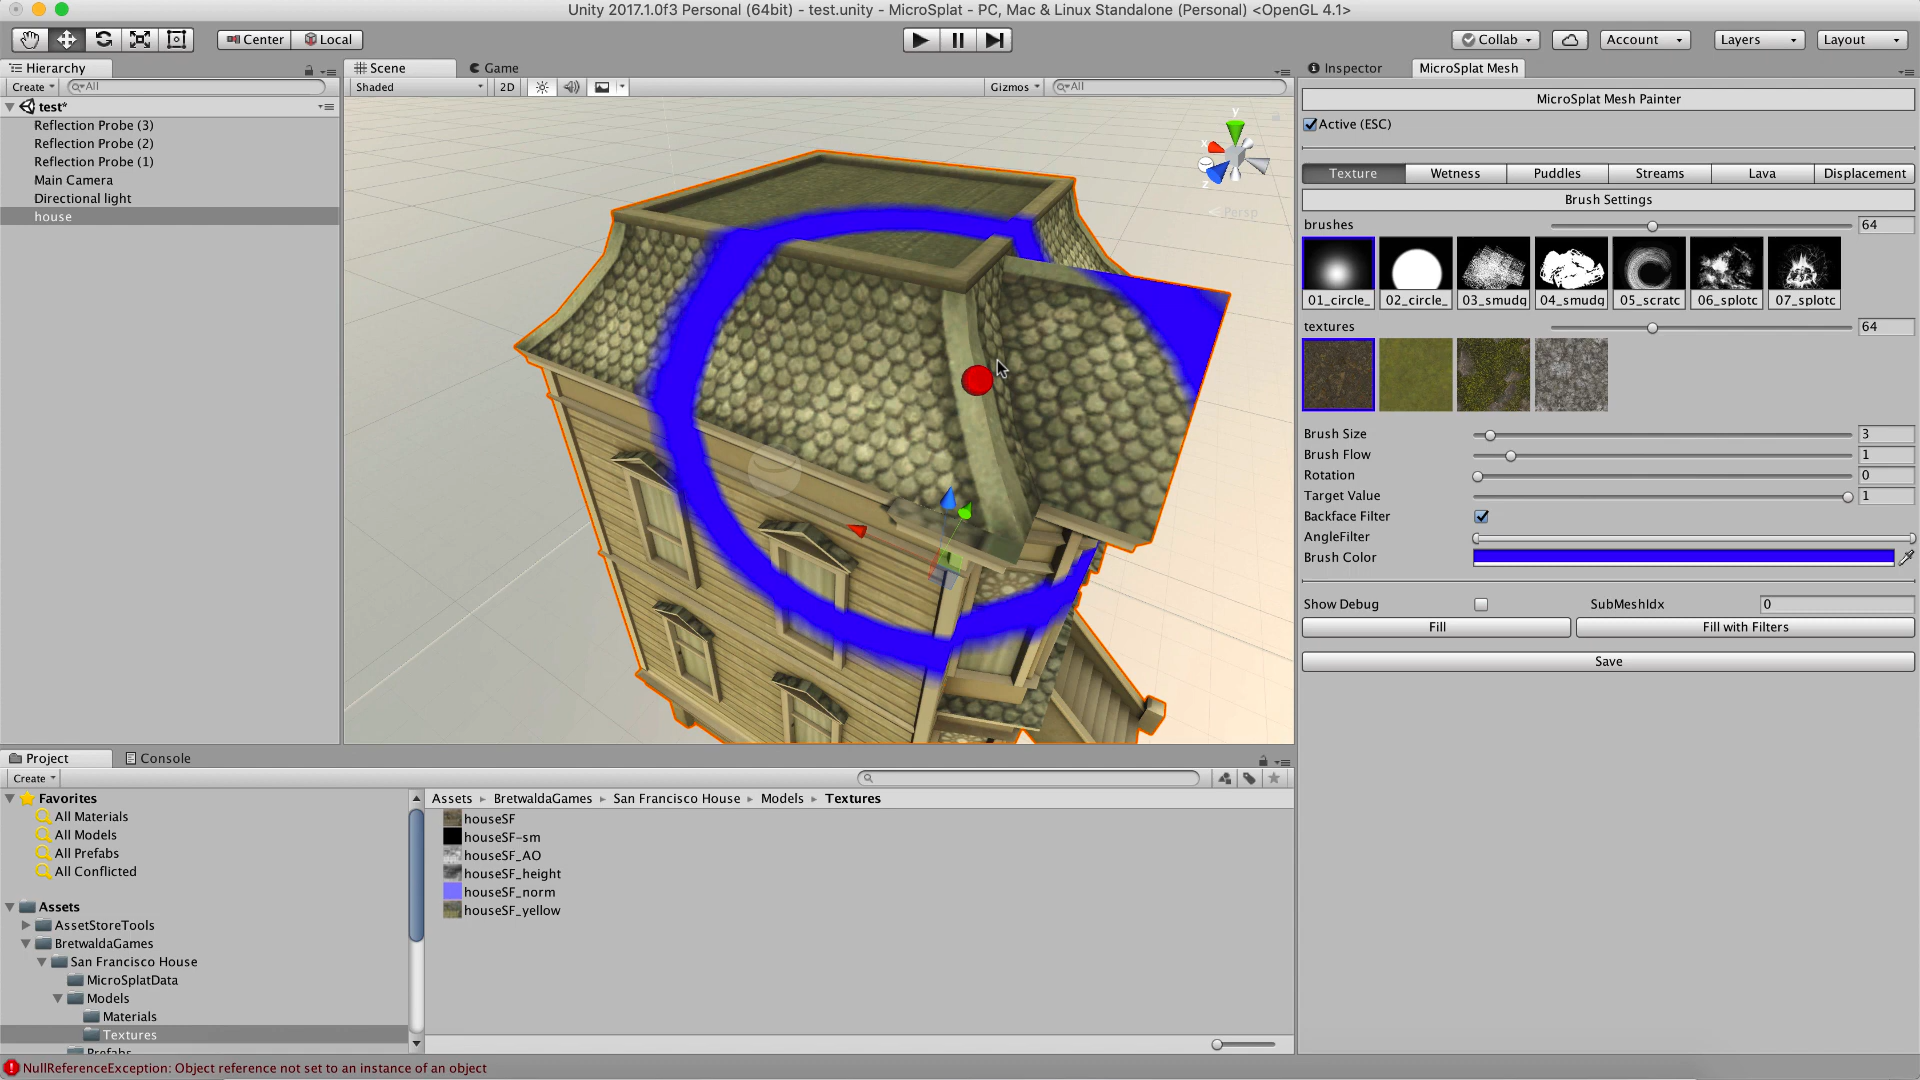 Unity 2017.1.0f3 Personal (64bit) - test.unity - MicroSplat - PC, Mac & Linux Standalone (Personal) <OpenGL 4.1>
Center Local Collab Account Layers Layout
Hierarchy
Create All
test*
Reflection Probe (3)
Reflection Probe (2)
Reflection Probe (1)
Main Camera
Directional light
house
Scene Game
Shaded 2D Gizmos All
y
x
z
Persp
Inspector MicroSplat Mesh
MicroSplat Mesh Painter
Active (ESC)
Texture Wetness Puddles Streams Lava Displacement
Brush Settings
brushes 64
01_circle_ 02_circle_ 03_smudg 04_smudg 05_scratc 06_splotc 07_splotc
textures 64
Brush Size 3
Brush Flow 1
Rotation 0
Target Value 1
Backface Filter
AngleFilter
Brush Color
Show Debug SubMeshIdx 0
Fill Fill with Filters
Save
Project Console
Create
Favorites
All Materials
All Models
All Prefabs
All Conflicted
Assets
AssetStoreTools
BretwaldaGames
San Francisco House
MicroSplatData
Models
Materials
Textures
Prefabs
Assets BretwaldaGames San Francisco House Models Textures
houseSF
houseSF-sm
houseSF_AO
houseSF_height
houseSF_norm
houseSF_yellow
NullReferenceException: Object reference not set to an instance of an object